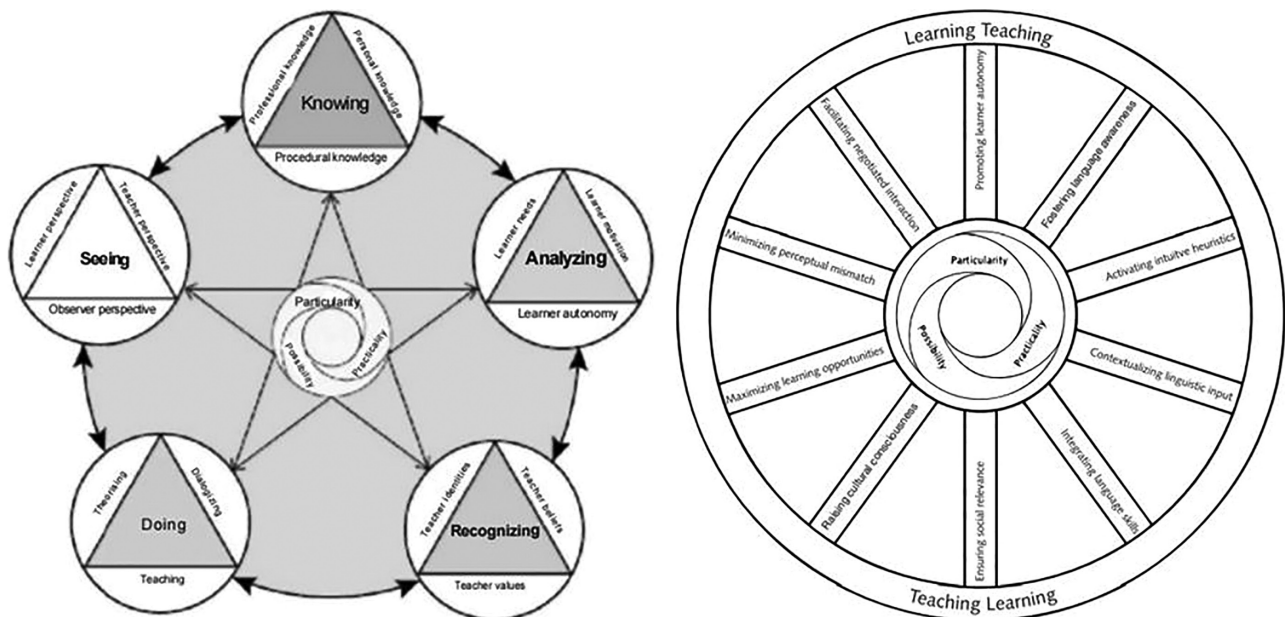 Professional knowledge
Personal knowledge
Knowing
Procedural knowledge
Learner perspective
Teacher perspective
Seeing
Observer perspective
Learner needs
Learner motivation
Analyzing
Learner autonomy
Particularity
Possibility
Practicality
Theorising
Dialogizing
Doing
Teaching
Teacher identities
Teacher beliefs
Recognizing
Teacher values
Learning Teaching
Facilitating negotiated interaction
Promoting learner autonomy
Fostering language awareness
Minimizing perceptual mismatch
Activating intuitve heuristics
Particularity
Possibility
Practicality
Maximizing learning opportunities
Contextualizing linguistic input
Raising cultural consciousness
Ensuring social relevance
Integrating language skills
Teaching Learning